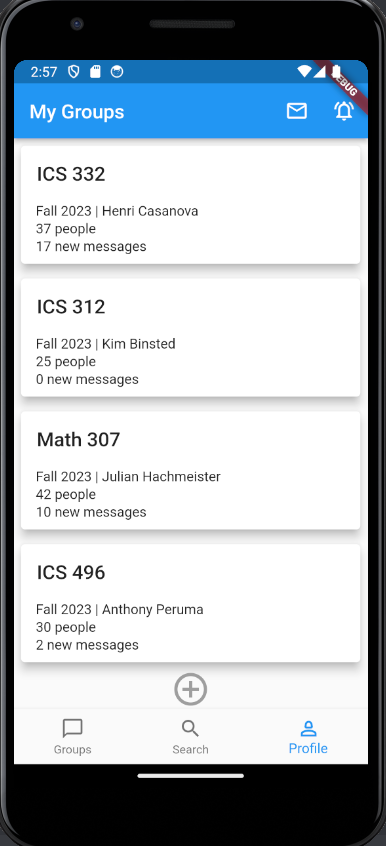 2:57
DEBUG
My Groups
ICS 332
Fall 2023 | Henri Casanova
37 people
17 new messages
ICS 312
Fall 2023 | Kim Binsted
25 people
0 new messages
Math 307
Fall 2023 | Julian Hachmeister
42 people
10 new messages
ICS 496
Fall 2023 | Anthony Peruma
30 people
2 new messages
Groups
Search
Profile